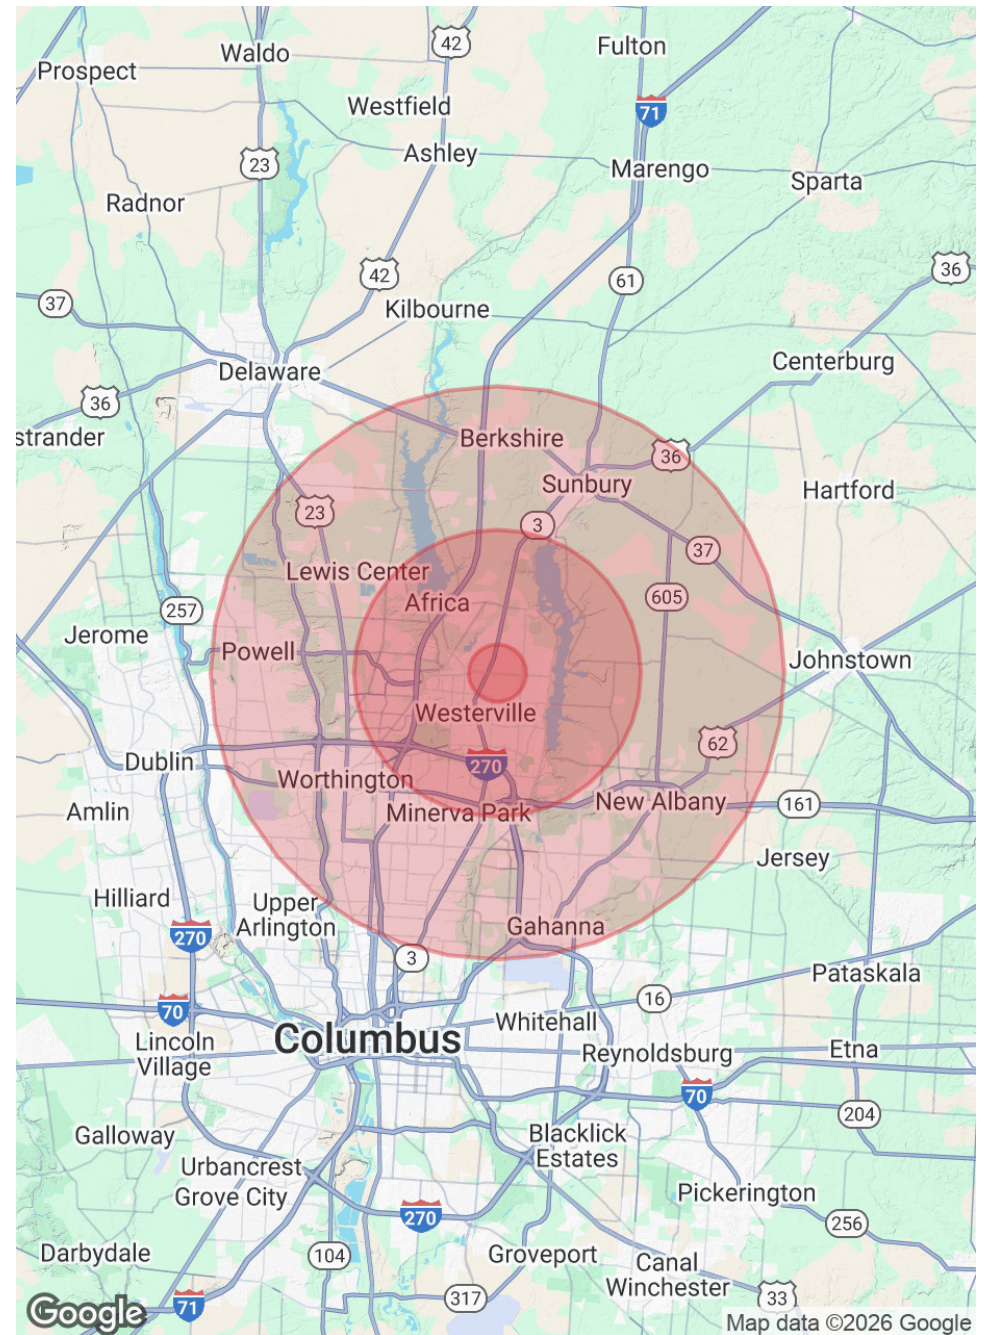 Waldo
42
Fulton
Prospect
71
Westfield
Ashley
23
Marengo
Sparta
Radnor
42
61
36
37
Kilbourne
Delaware
Centerburg
36
strander
Berkshire
36
Sunbury
Hartford
23
3
37
Lewis Center
Africa
605
257
Jerome
Powell
Johnstown
Westerville
62
Dublin
270
Worthington
New Albany
161
Amlin
Minerva Park
Jersey
Hilliard
Upper
Arlington
Gahanna
270
3
Pataskala
16
70
Whitehall
Columbus
Lincoln
Village
Reynoldsburg
Etna
70
204
Galloway
Blacklick
Estates
Urbancrest
Grove City
Pickerington
270
256
Darbydale
104
Groveport
Canal
Winchester
317
33
71
Google
Map data ©2026 Google